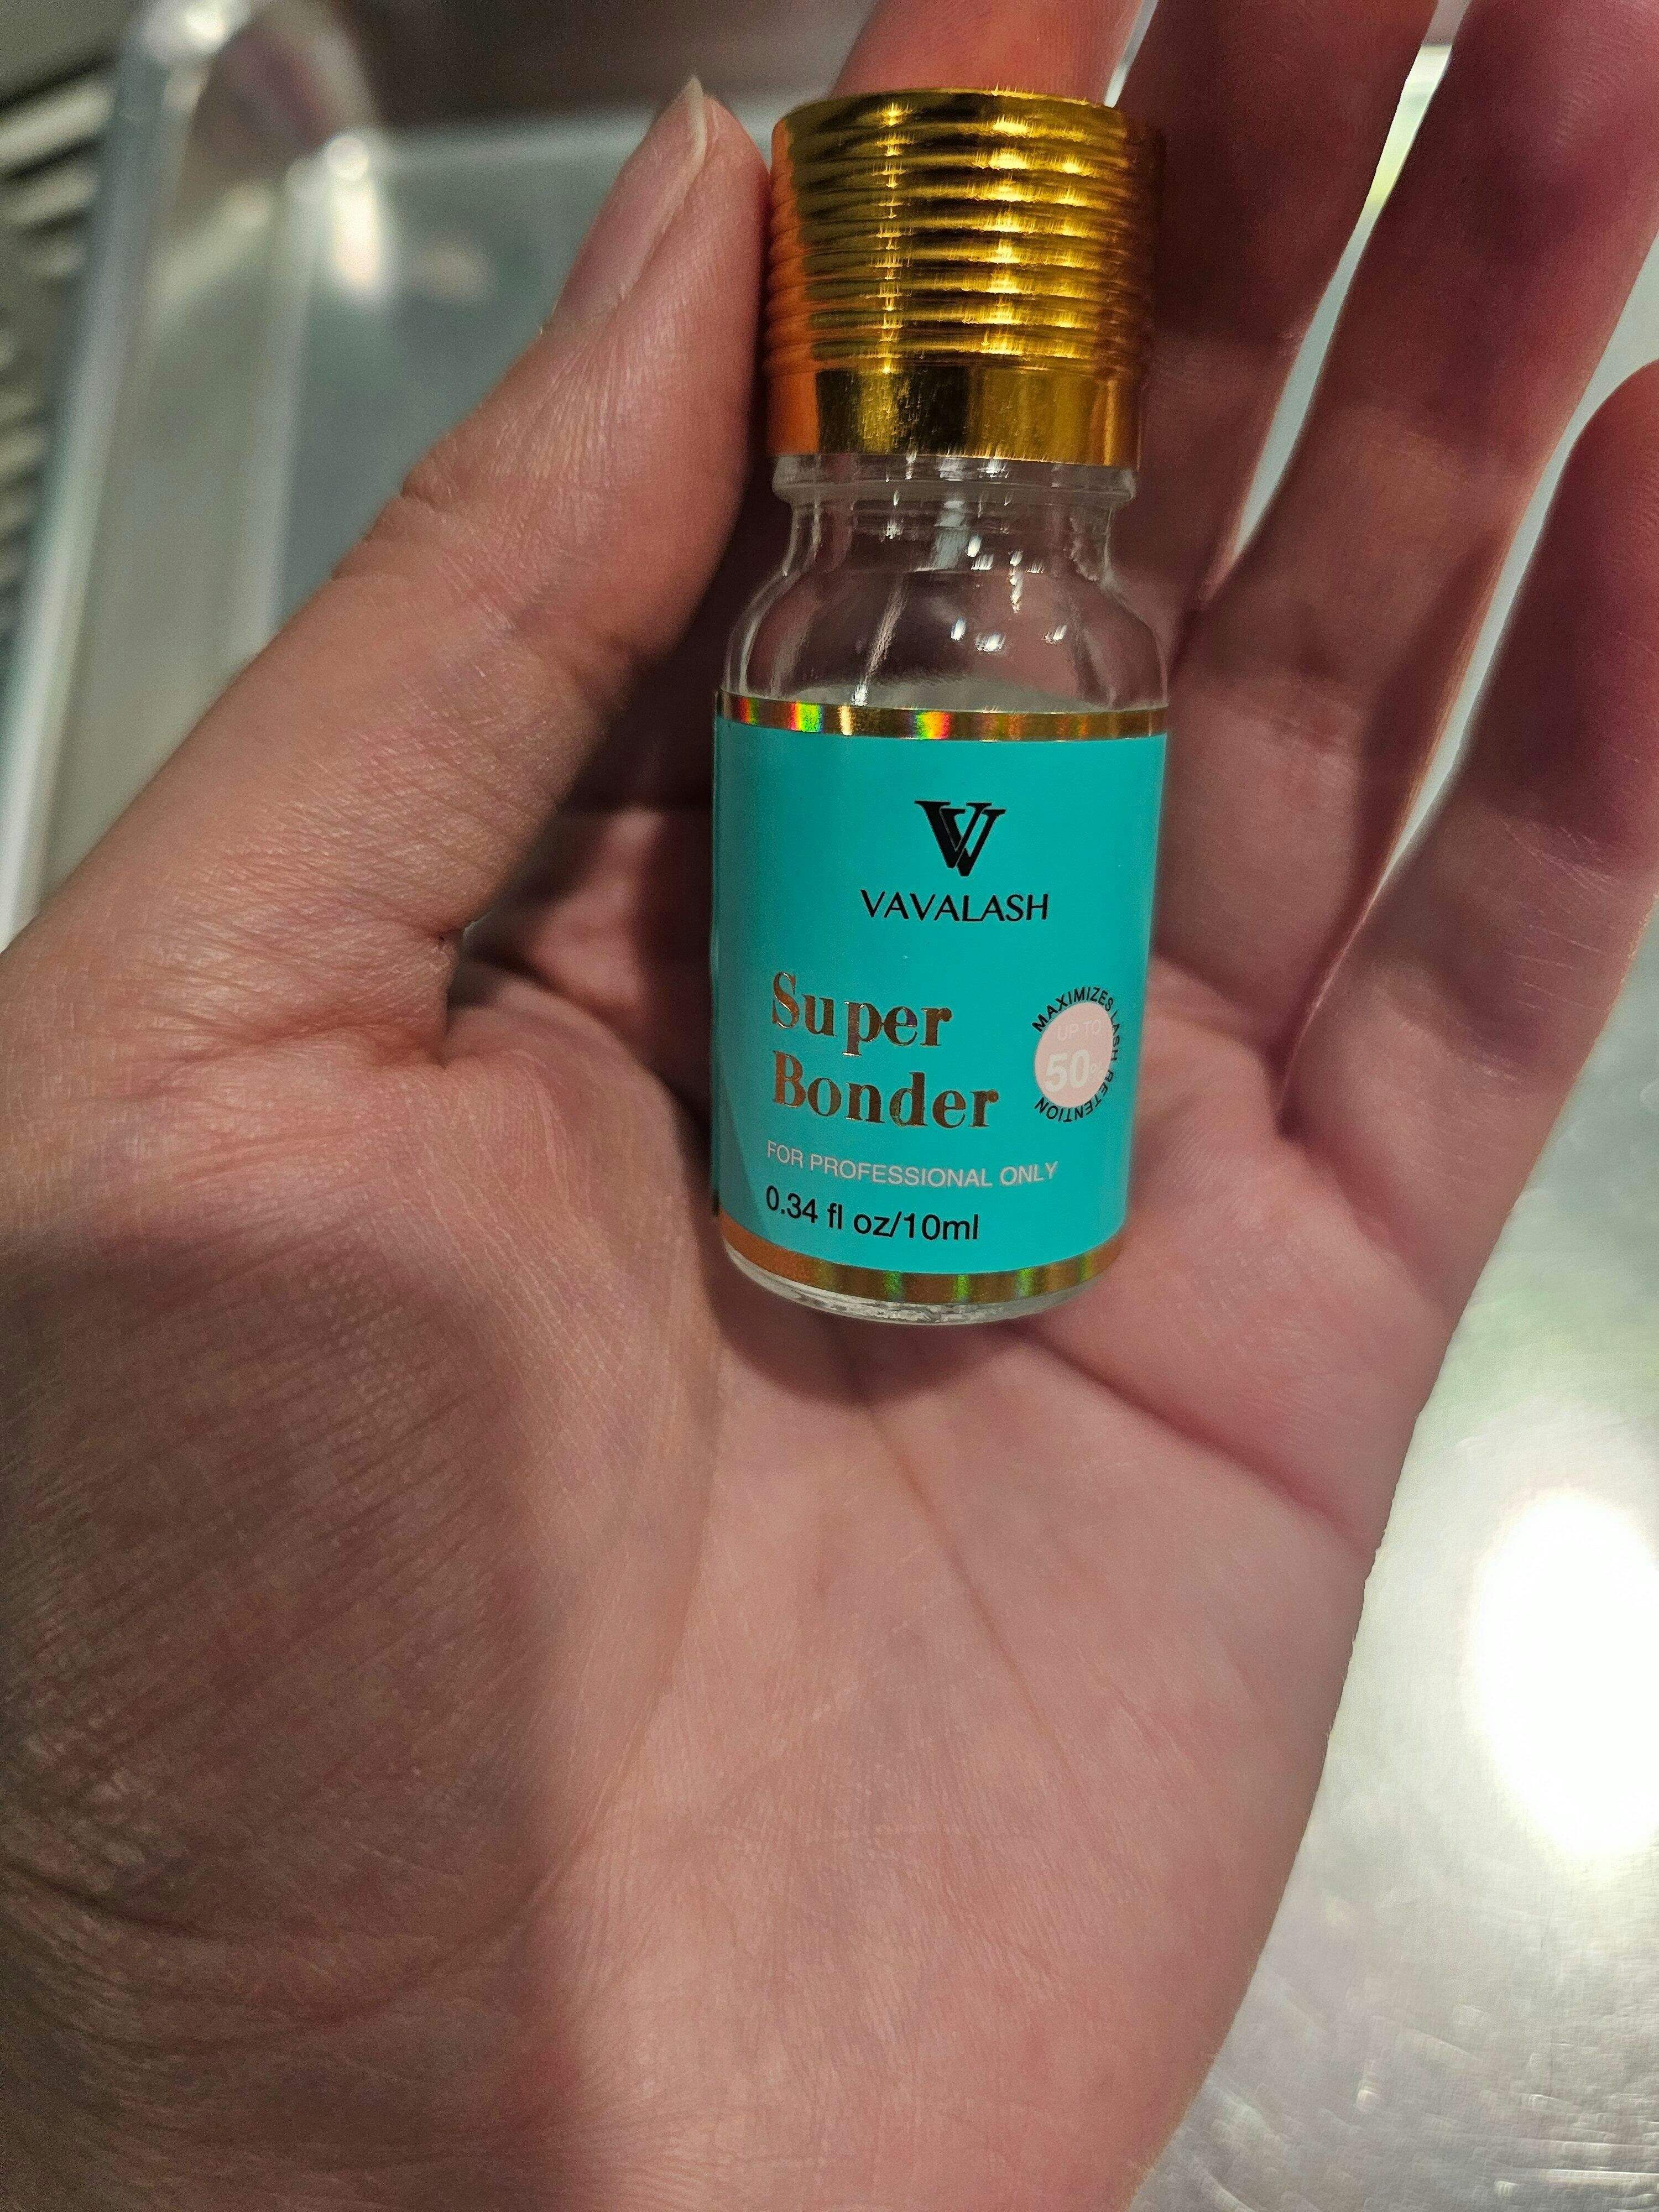 VAVALASH
Super
Bonder
MAXIMIZES LASH RETENTION
UP TO
50%
FOR PROFESSIONAL ONLY
0.34 fl oz/10ml